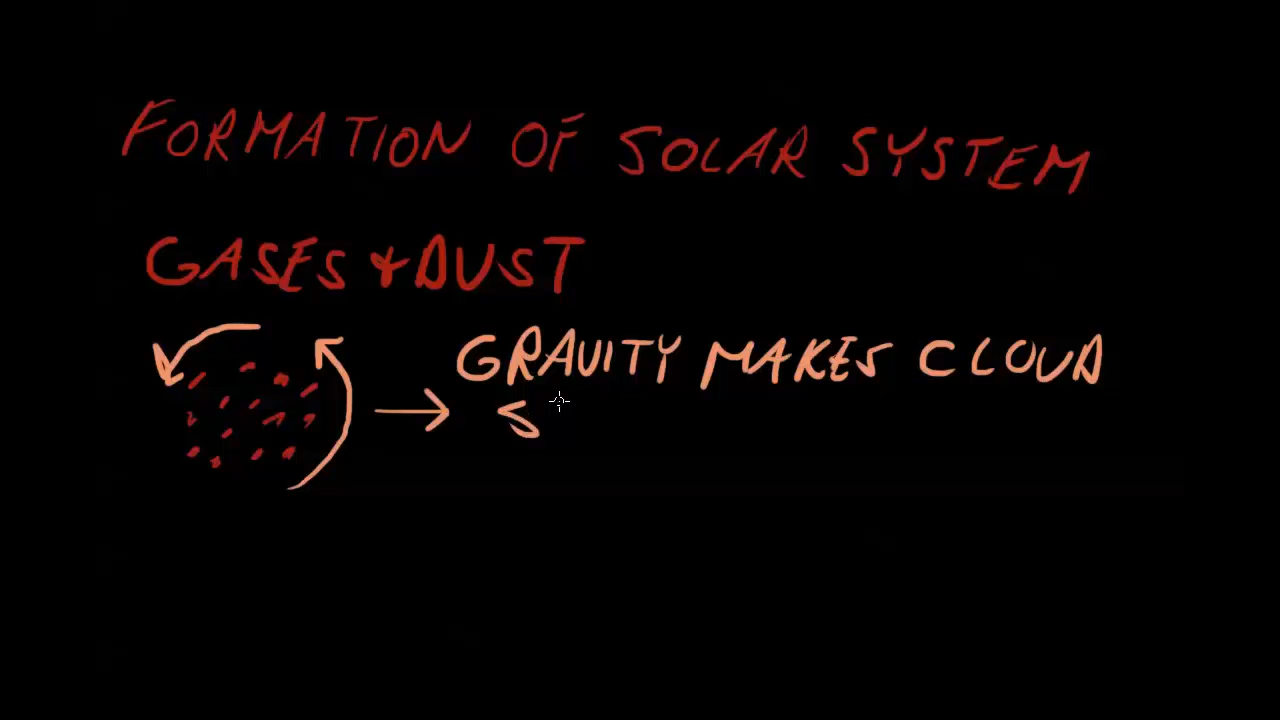 FORMATION OF SOLAR SYSTEM
GASES & DUST
GRAVITY MAKES CLOUD
S